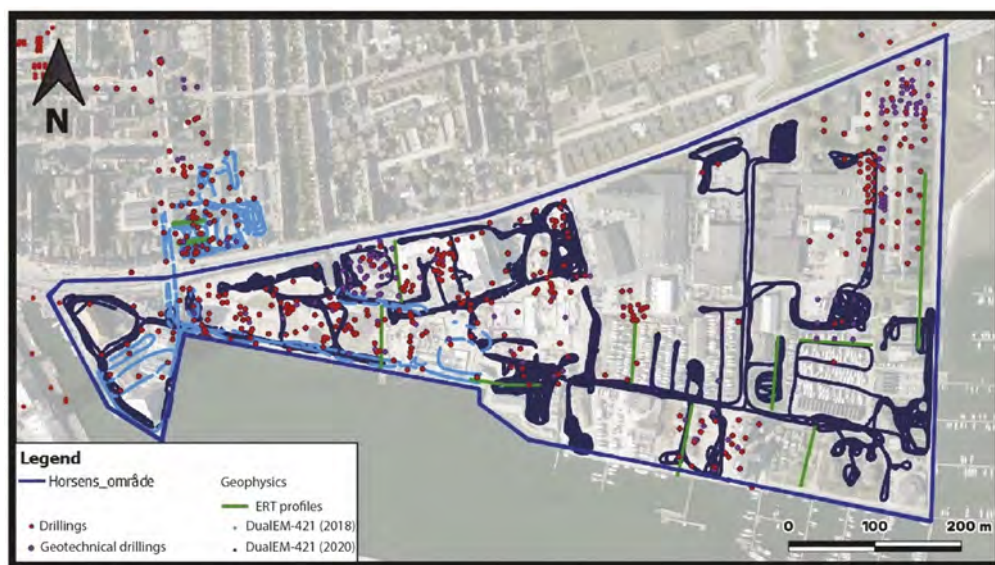 N
Legend
Horsens_område
Drillings
Geotechnical drillings
Geophysics
ERT profiles
DualEM-421 (2018)
DualEM-421 (2020)
0 100 200 m